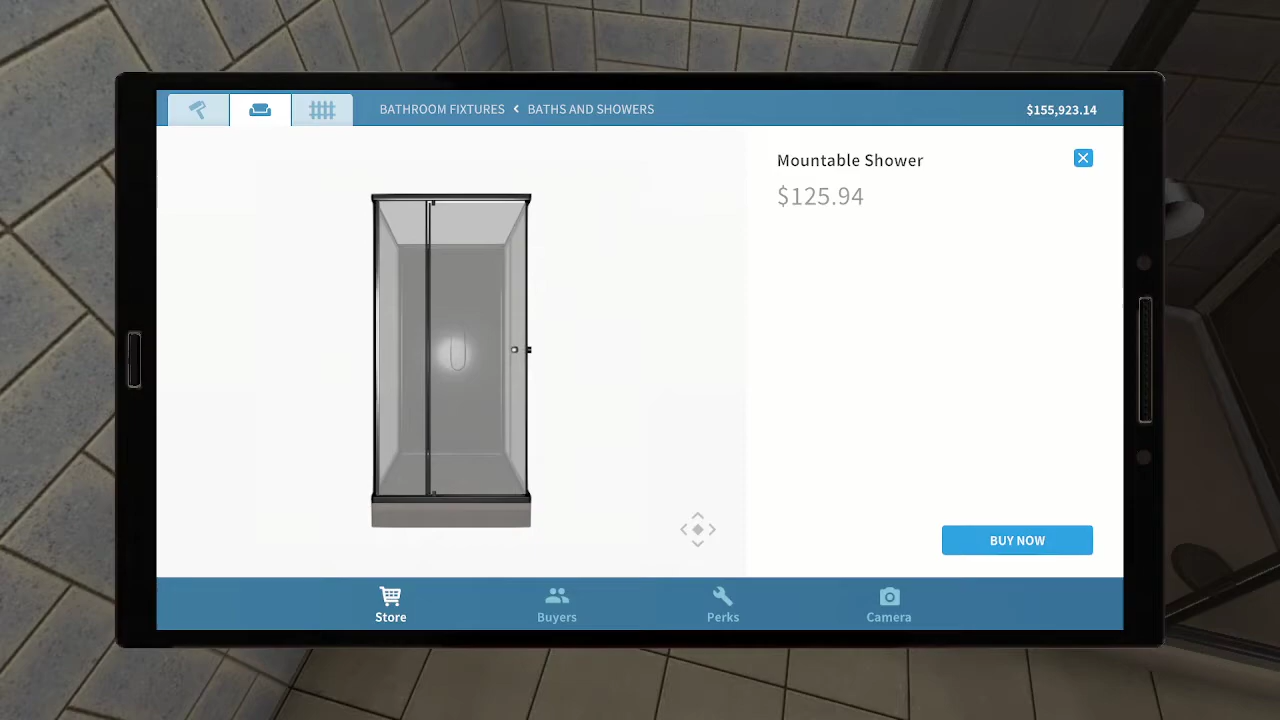 BATHROOM FIXTURES < BATHS AND SHOWERS
$155,923.14
Mountable Shower
$125.94
BUY NOW
Store
Buyers
Perks
Camera